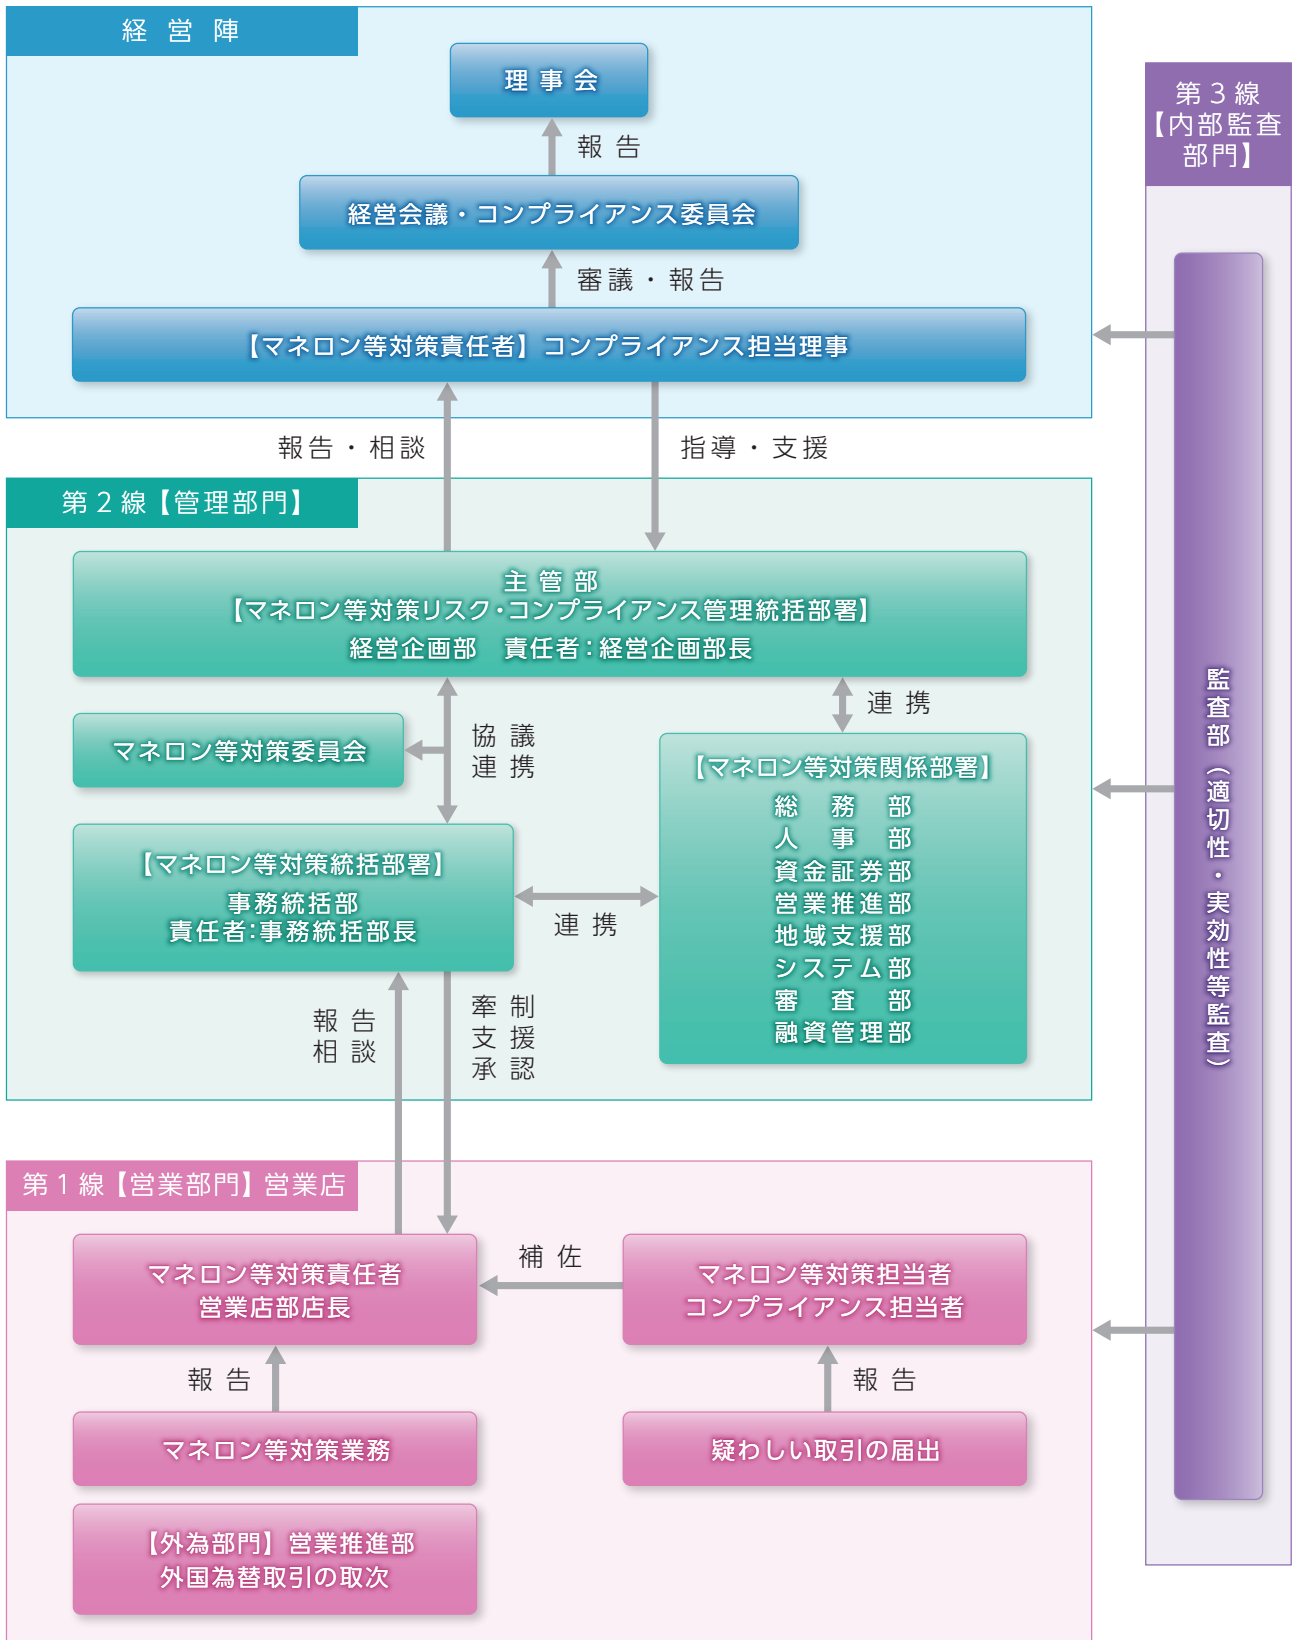 経営陣
理事会
報告
経営会議・コンプライアンス委員会
審議・報告
【マネロン等対策責任者】コンプライアンス担当理事
報告・相談
指導・支援
第2線【管理部門】
主管部
【マネロン等対策リスク・コンプライアンス管理統括部署】
経営企画部　責任者：経営企画部長
連携
協議
連携
マネロン等対策委員会
【マネロン等対策統括部署】
事務統括部
責任者：事務統括部長
連携
【マネロン等対策関係部署】
総務部
人事部
資金証券部
営業推進部
地域支援部
システム部
審査部
融資管理部
報告
相談
牽制
支援
承認
第1線【営業部門】営業店
マネロン等対策責任者
営業店部店長
補佐
マネロン等対策担当者
コンプライアンス担当者
報告
報告
マネロン等対策業務
疑わしい取引の届出
【外為部門】営業推進部
外国為替取引の取次
第3線
【内部監査
部門】
監査部（適切性・実効性等監査）